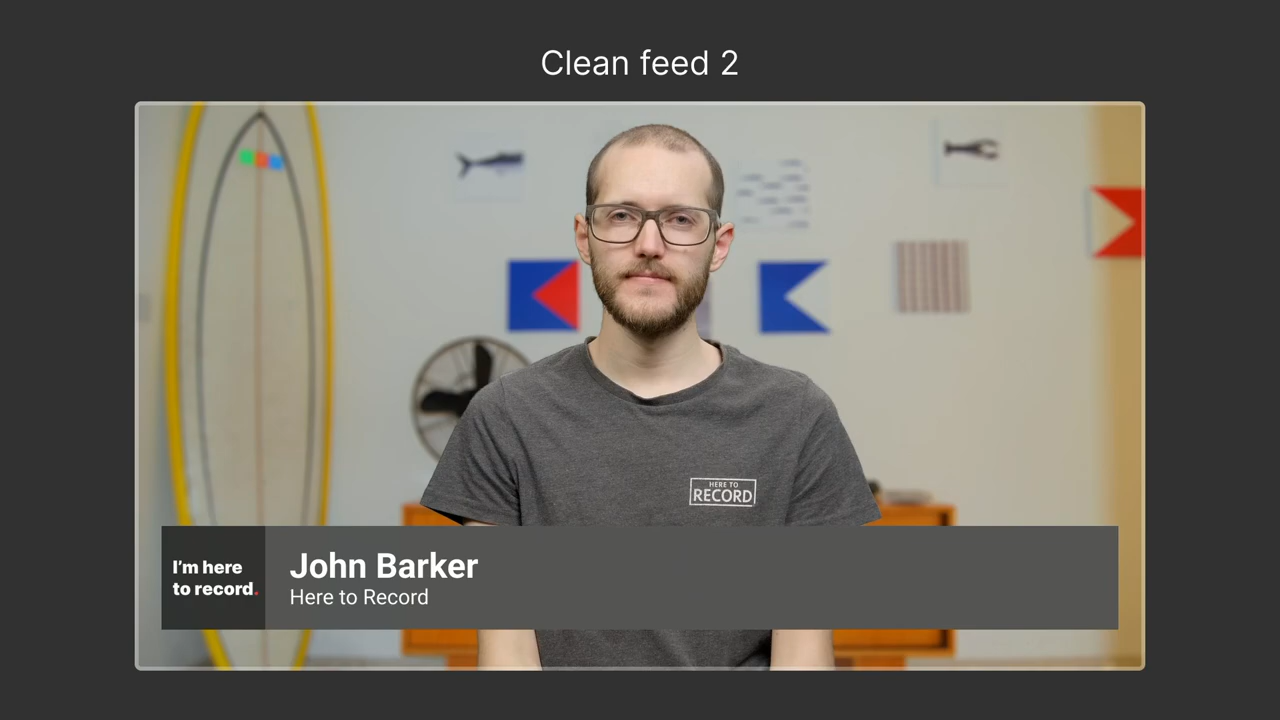 Clean feed 2
HERE TO
RECORD
I'm here
to record.
John Barker
Here to Record